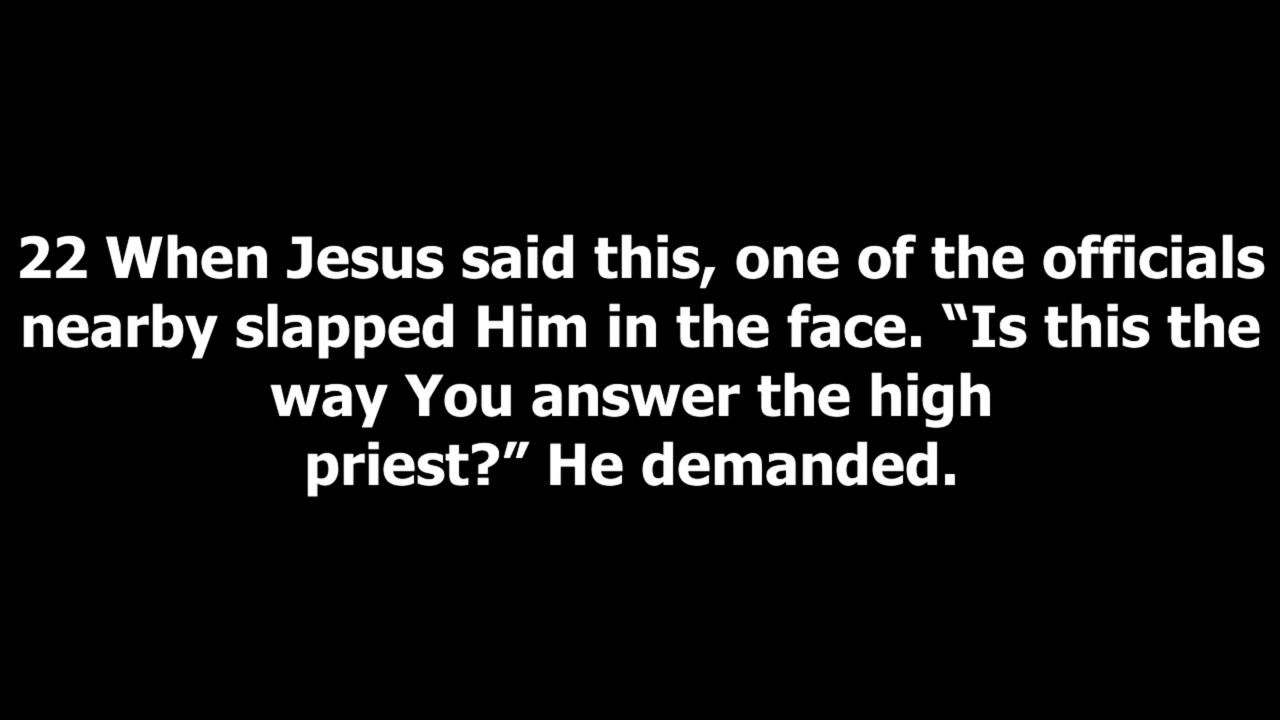 22 When Jesus said this, one of the officials
nearby slapped Him in the face. “Is this the
way You answer the high
priest?” He demanded.